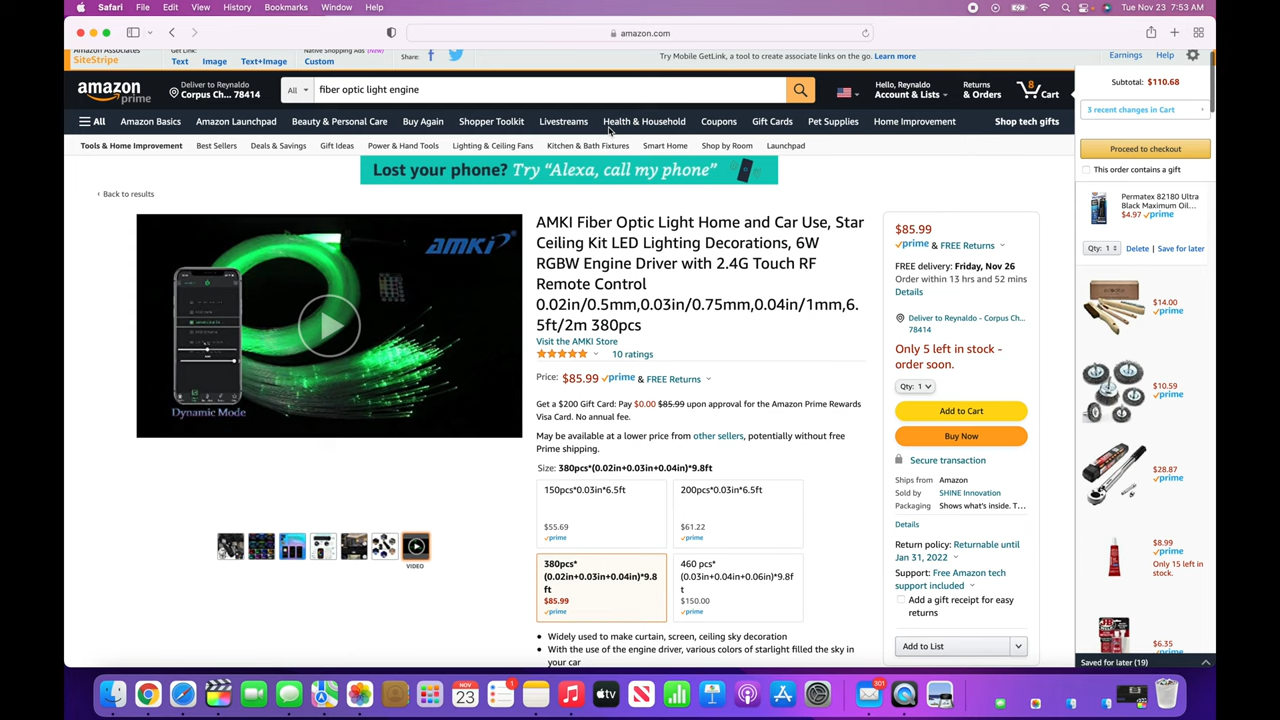 Safari File Edit View History Bookmarks Window Help
Tue Nov 23 7:53 AM
amazon.com
Amazon Associates
SiteStripe
Get Link:
Text Image Text+Image
Native Shopping Ads (New)
Custom
Share:
Try Mobile GetLink, a tool to create associate links on the go. Learn more
Earnings Help
amazon
prime
Deliver to Reynaldo
Corpus Ch... 78414
All
fiber optic light engine
Hello, Reynaldo
Account & Lists
Returns
& Orders
8
Cart
All Amazon Basics Amazon Launchpad Beauty & Personal Care Buy Again Shopper Toolkit Livestreams Health & Household Coupons Gift Cards Pet Supplies Home Improvement Shop tech gifts
Tools & Home Improvement Best Sellers Deals & Savings Gift Ideas Power & Hand Tools Lighting & Ceiling Fans Kitchen & Bath Fixtures Smart Home Shop by Room Launchpad
Lost your phone? Try “Alexa, call my phone”
‹ Back to results
AMKI
Dynamic Mode
VIDEO
AMKI Fiber Optic Light Home and Car Use, Star
Ceiling Kit LED Lighting Decorations, 6W
RGBW Engine Driver with 2.4G Touch RF
Remote Control
0.02in/0.5mm,0.03in/0.75mm,0.04in/1mm,6.
5ft/2m 380pcs
Visit the AMKI Store
10 ratings
Price: $85.99 prime & FREE Returns
Get a $200 Gift Card: Pay $0.00 $85.99 upon approval for the Amazon Prime Rewards
Visa Card. No annual fee.
May be available at a lower price from other sellers, potentially without free
Prime shipping.
Size: 380pcs*(0.02in+0.03in+0.04in)*9.8ft
150pcs*0.03in*6.5ft
$55.69
prime
200pcs*0.03in*6.5ft
$61.22
prime
380pcs*
(0.02in+0.03in+0.04in)*9.8
ft
$85.99
prime
460 pcs*
(0.03in+0.04in+0.06in)*9.8f
t
$150.00
prime
• Widely used to make curtain, screen, ceiling sky decoration
• With the use of the engine driver, various colors of starlight filled the sky in
your car
$85.99
prime & FREE Returns
FREE delivery: Friday, Nov 26
Order within 13 hrs and 52 mins
Details
Deliver to Reynaldo - Corpus Ch...
78414
Only 5 left in stock -
order soon.
Qty: 1
Add to Cart
Buy Now
Secure transaction
Ships from Amazon
Sold by SHINE Innovation
Packaging Shows what's inside. T...
Details
Return policy: Returnable until
Jan 31, 2022
Support: Free Amazon tech
support included
Add a gift receipt for easy
returns
Add to List
Subtotal: $110.68
3 recent changes in Cart
Proceed to checkout
This order contains a gift
Permatex 82180 Ultra
Black Maximum Oil...
$4.97 prime
Qty: 1 Delete Save for later
$14.00
prime
$10.59
prime
$28.87
prime
$8.99
prime
Only 15 left in
stock.
$6.35
prime
Saved for later (19)
NOV
23
1
301